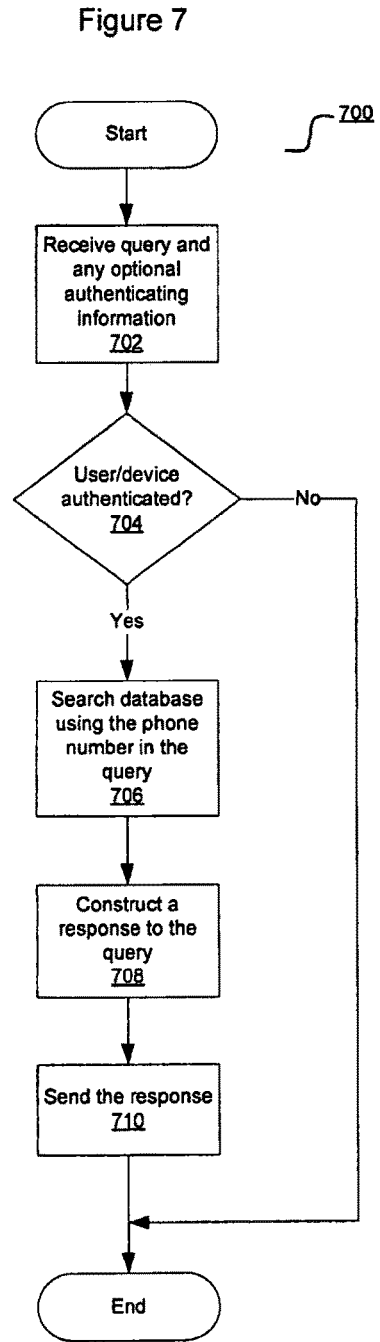 Figure 7
Start
700
Receive query and
any optional
authenticating
information
702
User/device
authenticated?
704
No
Yes
Search database
using the phone
number in the
query
706
Construct a
response to the
query
708
Send the response
710
End